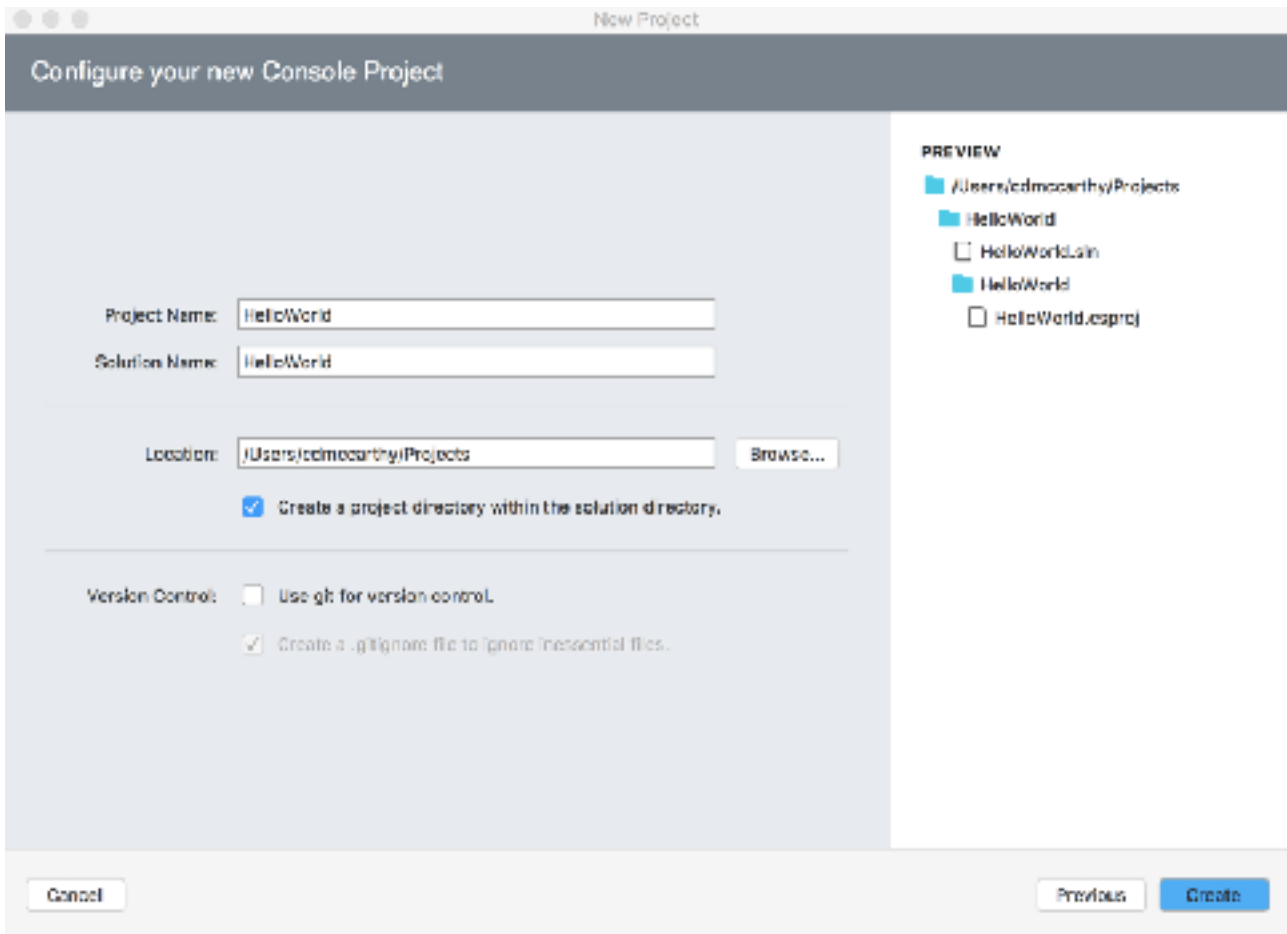 New Project
Configure your new Console Project
Project Name: HelloWorld
Solution Name: HelloWorld
Location: /Users/cdmccarthy/Projects Browse...
Create a project directory within the solution directory.
Version Control: Use git for version control.
Create a .gitignore file to ignore inessential files.
PREVIEW
/Users/cdmccarthy/Projects
HelloWorld
HelloWorld.sln
HelloWorld
HelloWorld.csproj
Cancel Previous Create